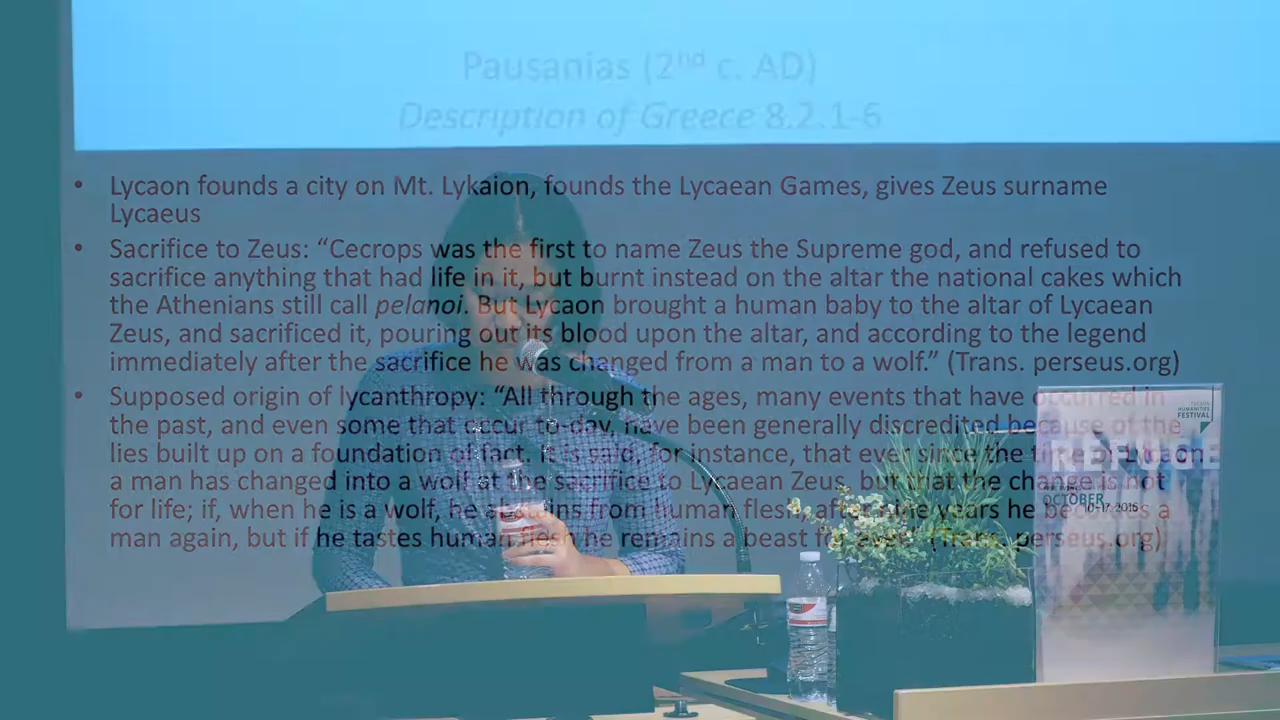 Pausanias (2nd c. AD)
Description of Greece 8.2.1-6
• Lycaon founds a city on Mt. Lykaion, founds the Lycaean Games, gives Zeus surname
Lycaeus
• Sacrifice to Zeus: “Cecrops was the first to name Zeus the Supreme god, and refused to
sacrifice anything that had life in it, but burnt instead on the altar the national cakes which
the Athenians still call pelanoi. But Lycaon brought a human baby to the altar of Lycaean
Zeus, and sacrificed it, pouring out its blood upon the altar, and according to the legend
immediately after the sacrifice he was changed from a man to a wolf.” (Trans. perseus.org)
• Supposed origin of lycanthropy: “All through the ages, many events that have occurred in
the past, and even some that occur to-day, have been generally discredited because of the
lies built up on a foundation of fact. It is said, for instance, that ever since the time of Lycaon
a man has changed into a wolf at the sacrifice to Lycaean Zeus, but that the change is not
for life; if, when he is a wolf, he abstains from human flesh, after nine years he becomes a
man again, but if he tastes human flesh he remains a beast for ever.” (Trans. perseus.org)
HUMANITIES
FESTIVAL
REFUGE
OCTOBER
10-17, 2016